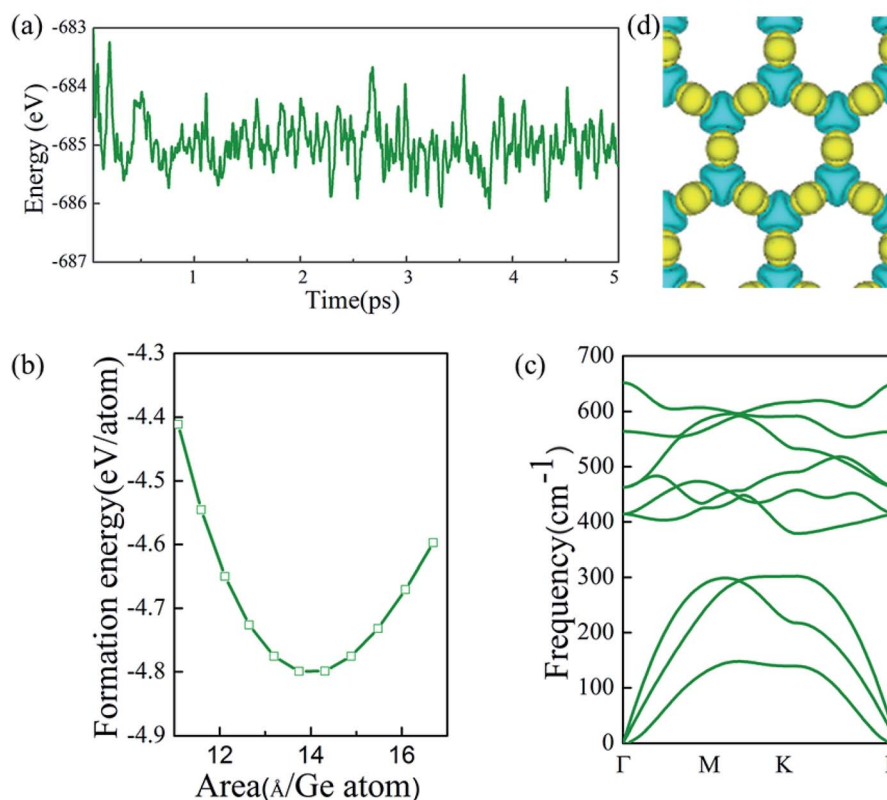 (a)
-683
-684
-685
-686
-687
Energy (eV)
1
2
3
4
5
Time(ps)
(d)
(b)
-4.3
-4.4
-4.5
-4.6
-4.7
-4.8
-4.9
Formation energy(eV/atom)
12
14
16
Area(Å/Ge atom)
(c)
700
600
500
400
300
200
100
0
Frequency(cm⁻¹)
Γ
M
K